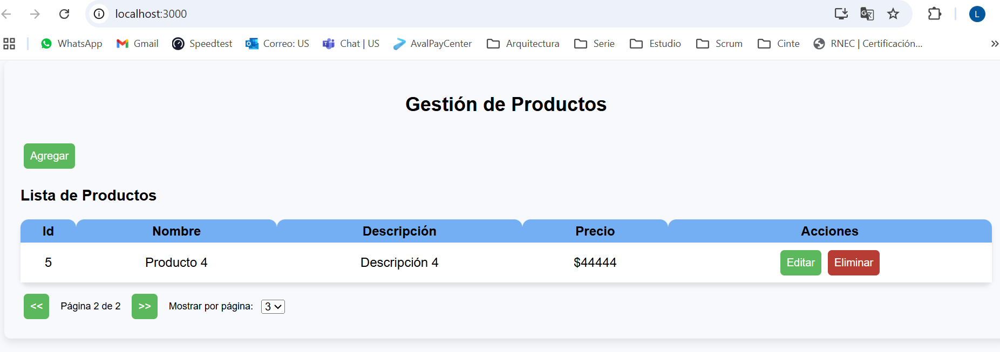 localhost:3000
L
WhatsApp Gmail Speedtest Correo: US Chat | US AvalPayCenter Arquitectura Serie Estudio Scrum Cinte RNEC | Certificación... »
Gestión de Productos
Agregar
Lista de Productos
Id Nombre Descripción Precio Acciones
5 Producto 4 Descripción 4 $44444 Editar Eliminar
<< Página 2 de 2 >> Mostrar por página: 3